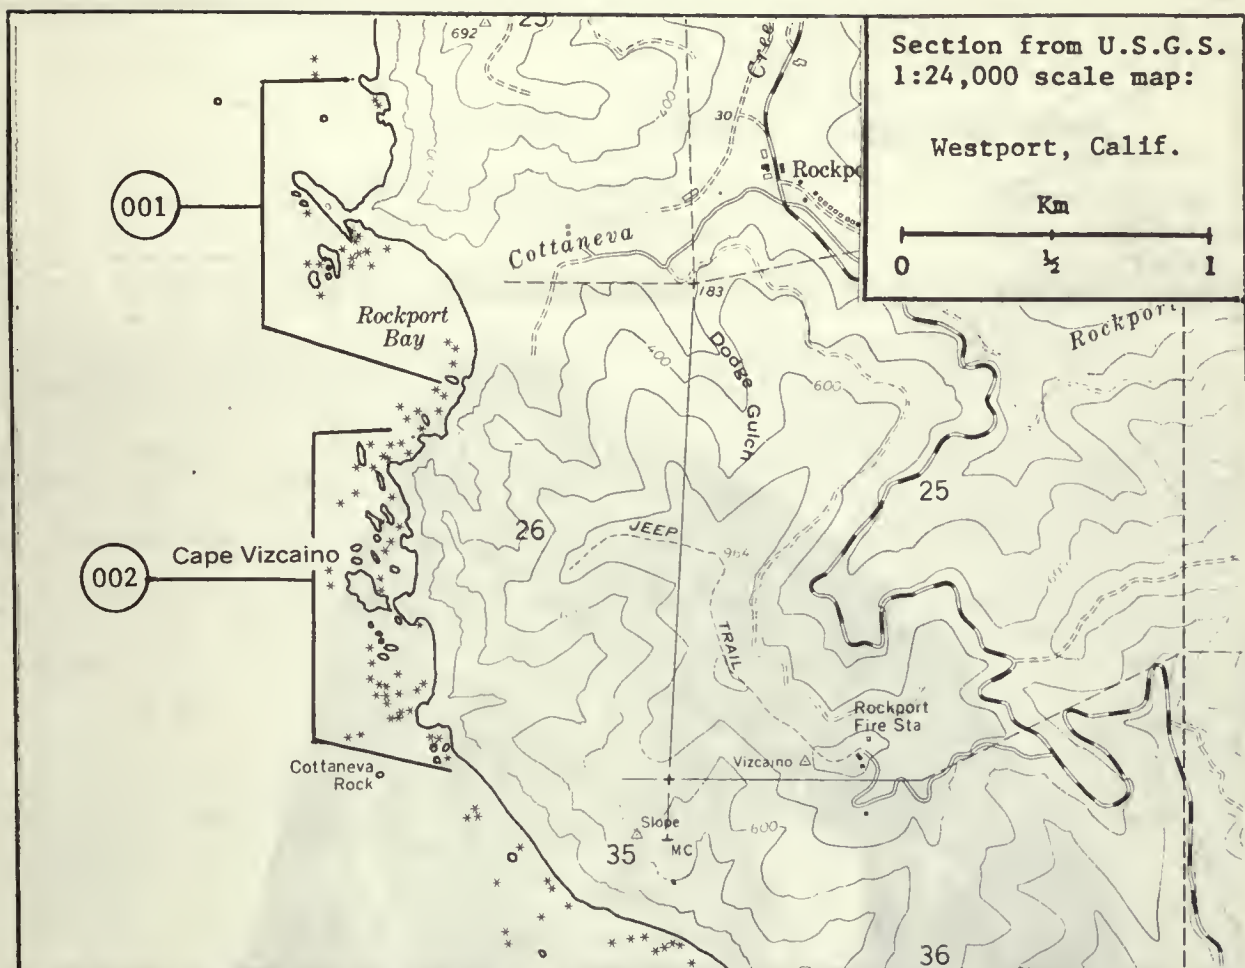 Section from U.S.G.S.
1:24,000 scale map:
Westport, Calif.
Km
0 ½ 1
692
400
30
001
Cottaneva
183
Rockport
Bay
Rockport
Dodge Gulch
400
600
25
26
JEEP
TRAIL
Cape Vizcaino
002
Rockport
Fire Sta
Vizcaino
Cottaneva
Rock
Slope
600
35
MC
36